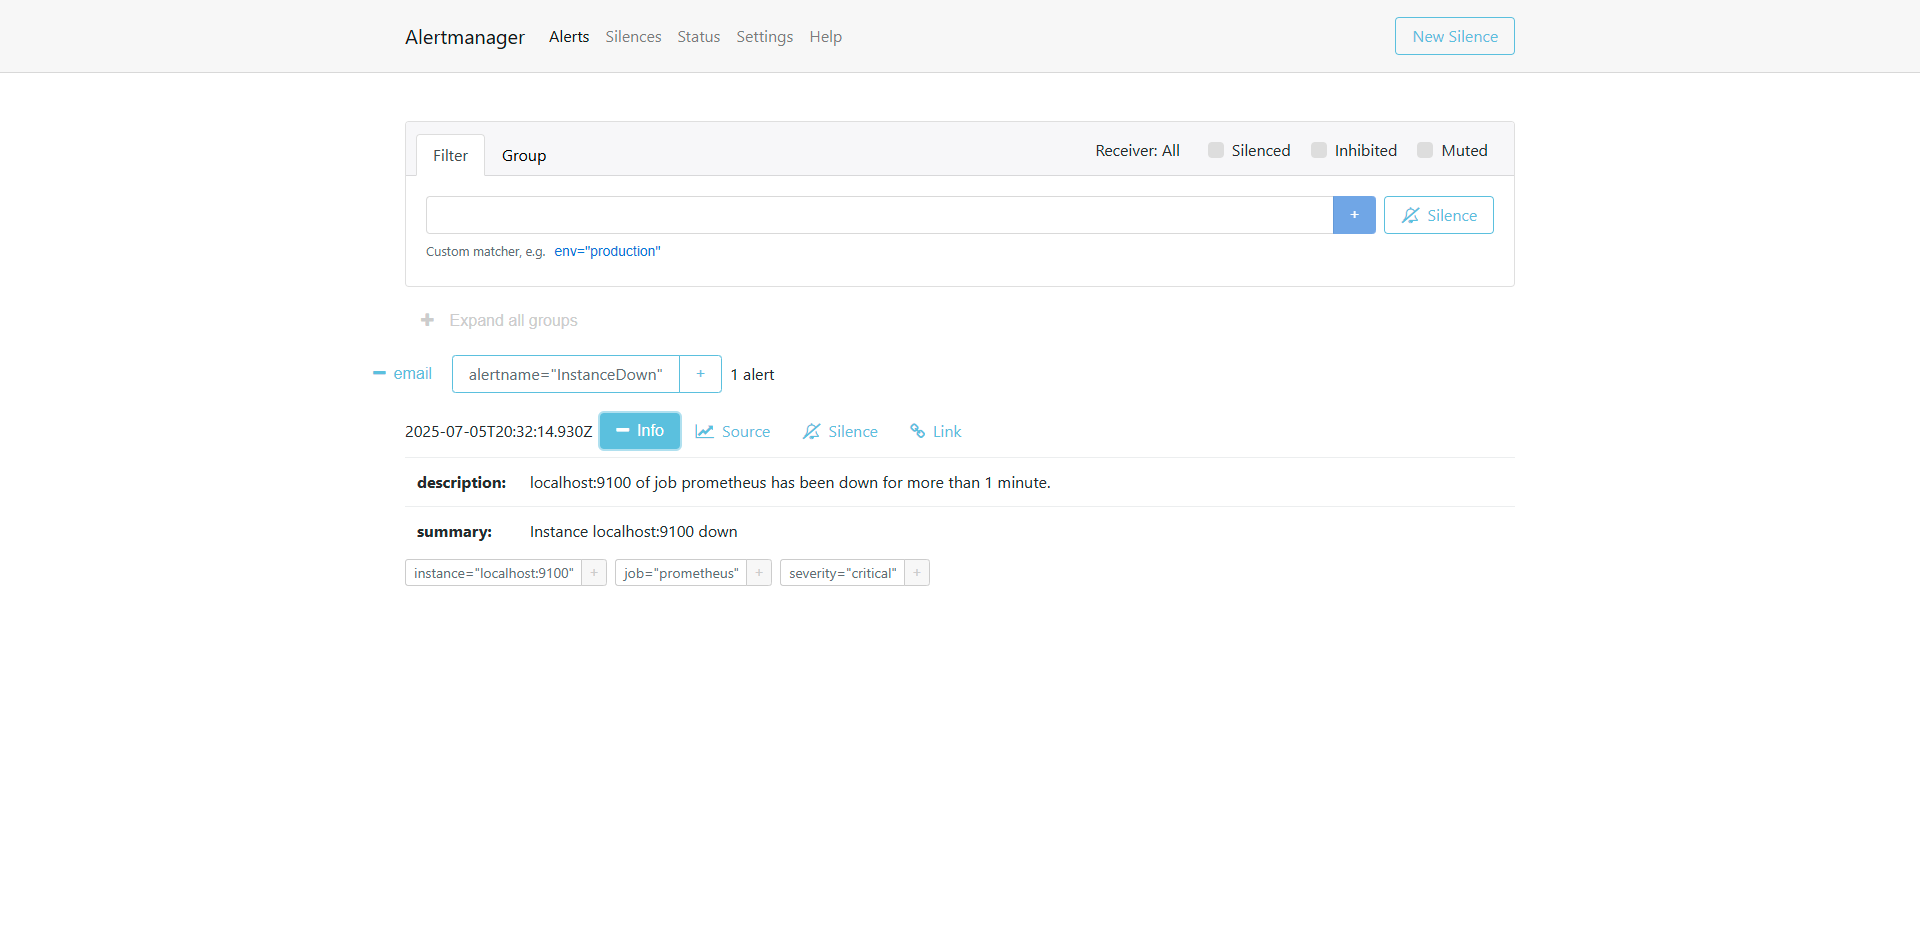 Alertmanager Alerts Silences Status Settings Help New Silence
Filter Group Receiver: All Silenced Inhibited Muted
+ Silence
Custom matcher, e.g. env="production"
+ Expand all groups
− email alertname="InstanceDown" + 1 alert
2025-07-05T20:32:14.930Z − Info Source Silence Link
description: localhost:9100 of job prometheus has been down for more than 1 minute.
summary: Instance localhost:9100 down
instance="localhost:9100" + job="prometheus" + severity="critical" +